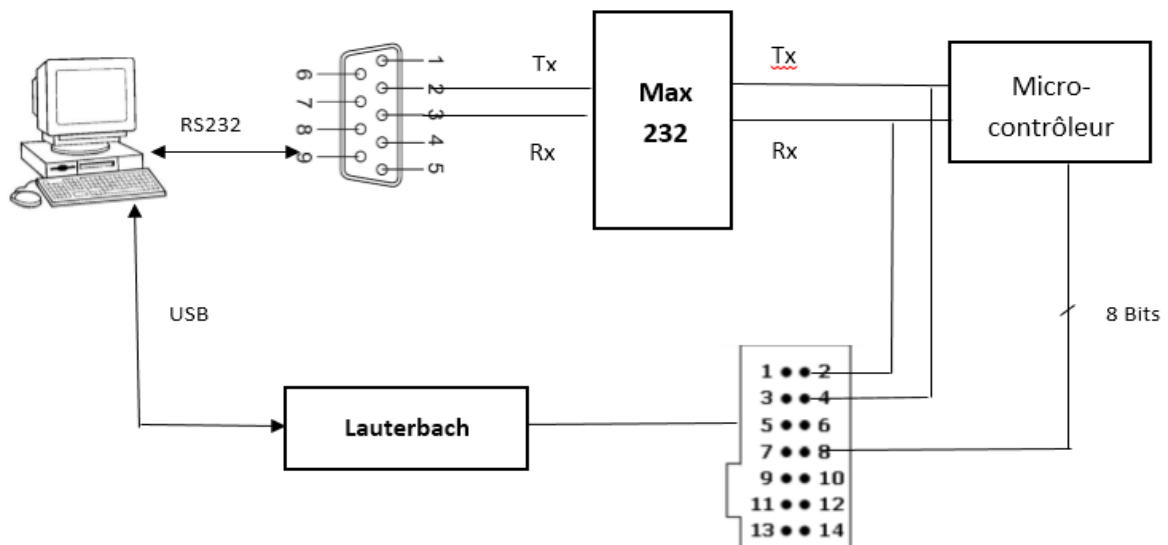 Tx
Tx
Max
232
Micro-
contrôleur
RS232
1
2
3
4
5
6
7
8
9
Rx
Rx
USB
8 Bits
Lauterbach
1 2
3 4
5 6
7 8
9 10
11 12
13 14